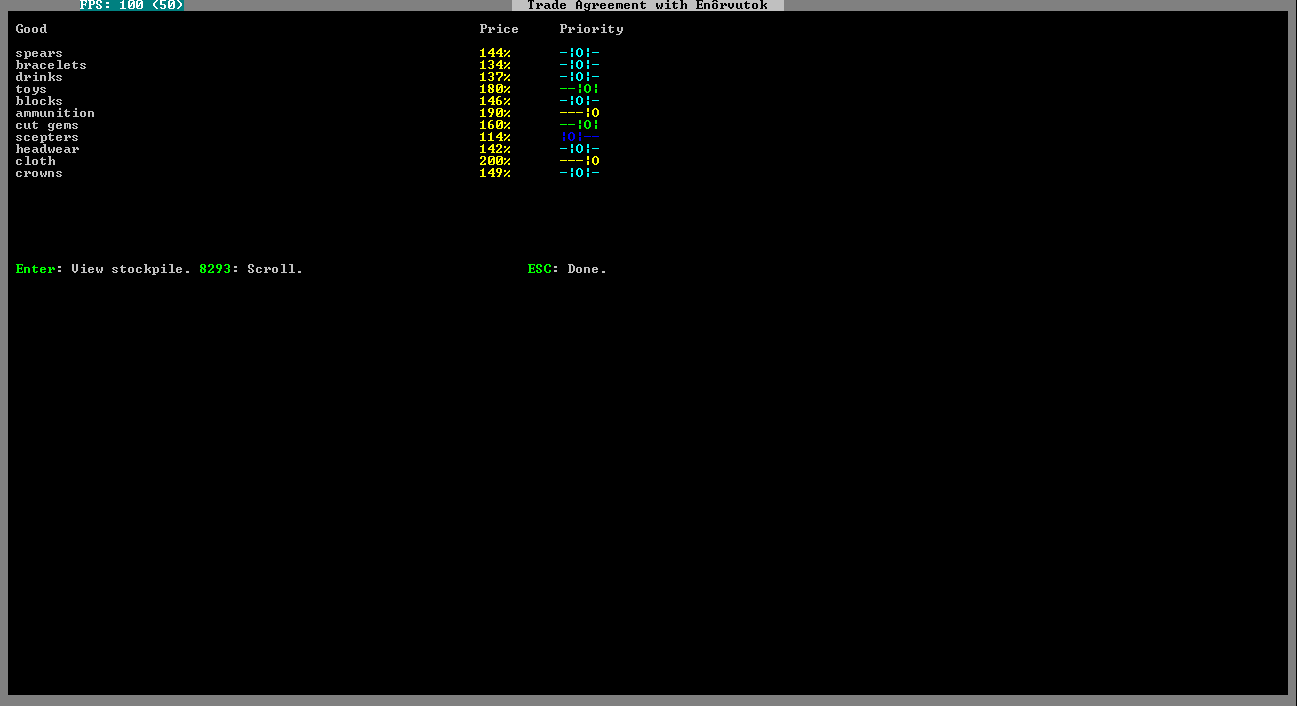 FPS: 100 (50) Trade Agreement with Enôrvutok
Good Price Priority
spears 144% -¦O¦-
bracelets 134% -¦O¦-
drinks 137% -¦O¦-
toys 180% --¦O¦
blocks 146% -¦O¦-
ammunition 190% ---¦O
cut gems 160% --¦O¦
scepters 114% ¦O¦--
headwear 142% -¦O¦-
cloth 200% ---¦O
crowns 149% -¦O¦-
Enter: View stockpile. 8293: Scroll. ESC: Done.